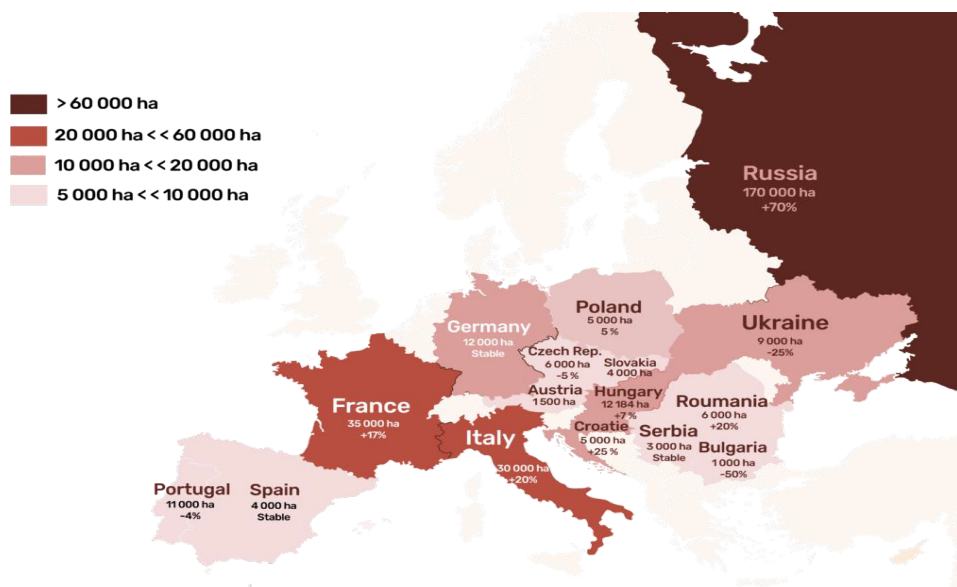 > 60 000 ha
20 000 ha < < 60 000 ha
10 000 ha < < 20 000 ha
5 000 ha < < 10 000 ha
Russia
170 000 ha
+70%
Poland
5 000 ha
5 %
Germany
12 000 ha
Stable
Ukraine
9 000 ha
-25%
Czech Rep.
6 000 ha
-5 %
Slovakia
4 000 ha
Austria
1 500 ha
Hungary
12 184 ha
+7 %
France
35 000 ha
+17%
Roumania
6 000 ha
+20%
Croatie
5 000 ha
+25 %
Italy
30 000 ha
+20%
Serbia
3 000 ha
Stable
Bulgaria
1 000 ha
-50%
Portugal
11 000 ha
-4%
Spain
4 000 ha
Stable